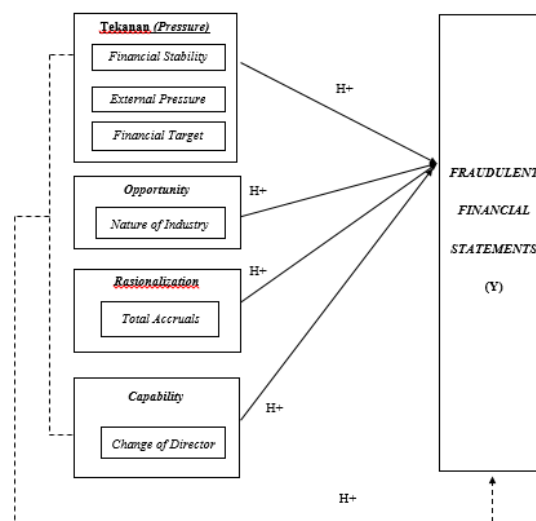 Tekanan (Pressure)
Financial Stability
External Pressure
Financial Target
H+
Opportunity
Nature of Industry
H+
Rasionalization
Total Accruals
H+
Capability
Change of Director
H+
FRAUDULENT
FINANCIAL
STATEMENTS
(Y)
H+